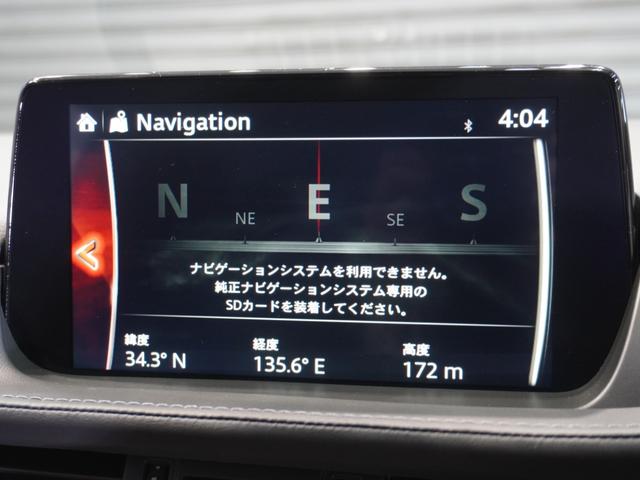 Navigation 4:04
N NE E SE S
ナビゲーションシステムを利用できません。
純正ナビゲーションシステム専用の
SDカードを装着してください。
緯度 経度 高度
34.3° N 135.6° E 172 m